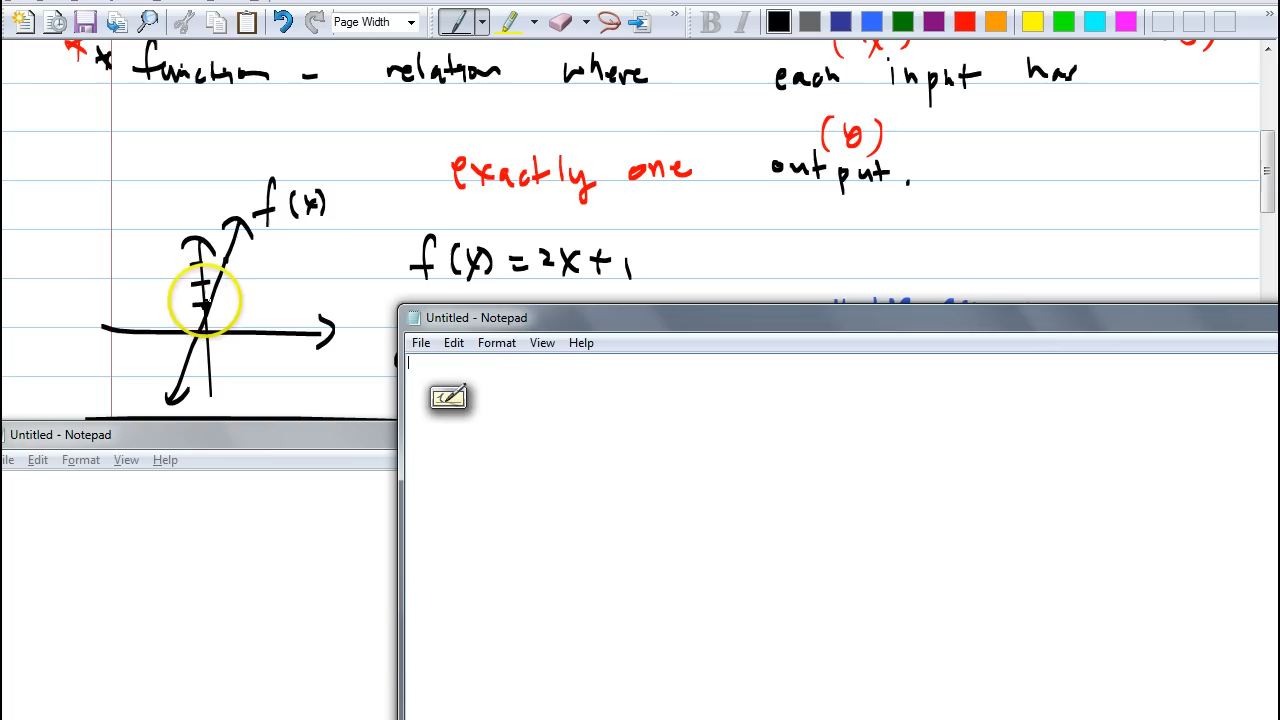 Page Width
B I
(x)
* function - relation where each input has
(y)
exactly one output.
f(x)
f(x) = 2x + 1
Untitled - Notepad
File Edit Format View Help
Untitled - Notepad
ile Edit Format View Help